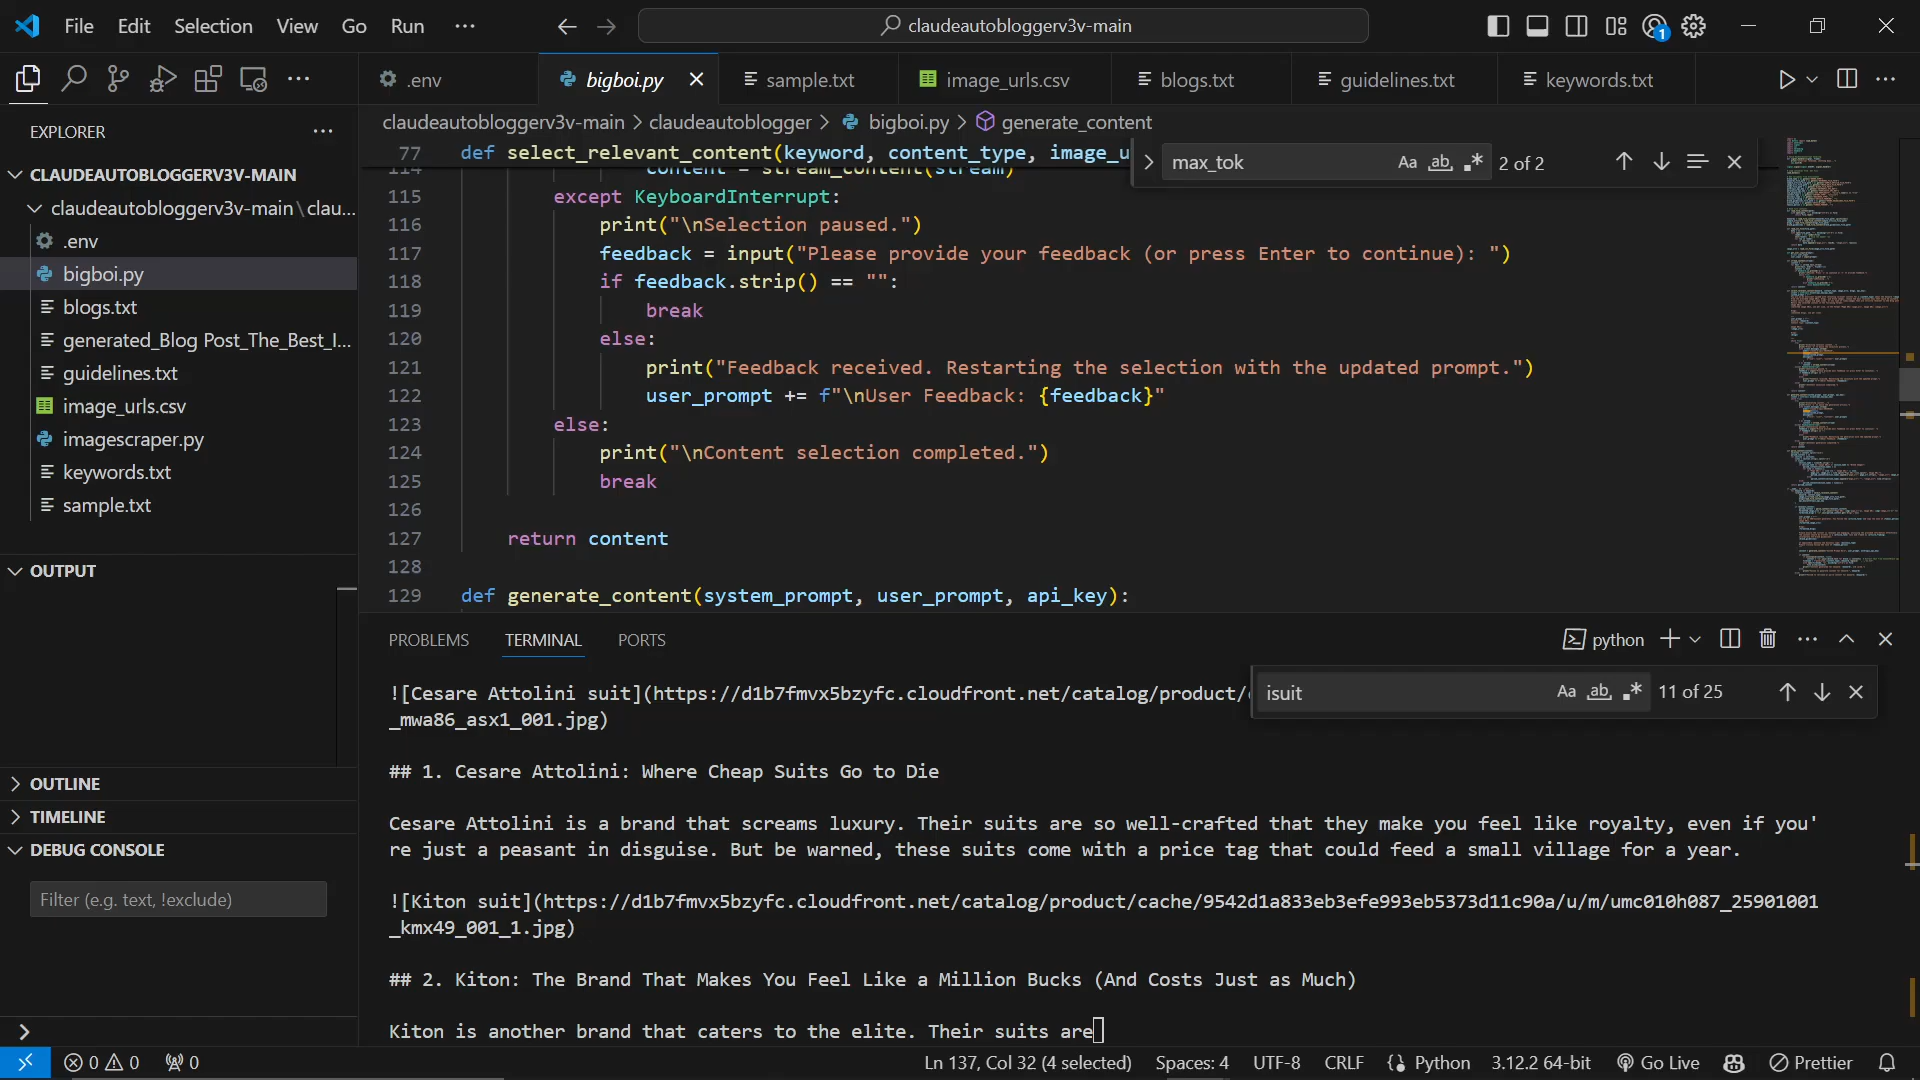 File Edit Selection View Go Run ··· claudeautobloggerv3v-main 1
.env bigboi.py sample.txt image_urls.csv blogs.txt guidelines.txt keywords.txt
EXPLORER
claudeautobloggerv3v-main > claudeautoblogger > bigboi.py > generate_content
CLAUDEAUTOBLOGGERV3V-MAIN
claudeautobloggerv3v-main\clau...
.env
bigboi.py
blogs.txt
generated_Blog Post_The_Best_I...
guidelines.txt
image_urls.csv
imagescraper.py
keywords.txt
sample.txt
OUTPUT
OUTLINE
TIMELINE
DEBUG CONSOLE
Filter (e.g. text, !exclude)
max_tok Aa ab 2 of 2
77 def select_relevant_content(keyword, content_type, image_u
114 content = stream_content(stream)
115 except KeyboardInterrupt:
116 print("\nSelection paused.")
117 feedback = input("Please provide your feedback (or press Enter to continue): ")
118 if feedback.strip() == "":
119 break
120 else:
121 print("Feedback received. Restarting the selection with the updated prompt.")
122 user_prompt += f"\nUser Feedback: {feedback}"
123 else:
124 print("\nContent selection completed.")
125 break
126
127 return content
128
129 def generate_content(system_prompt, user_prompt, api_key):
PROBLEMS TERMINAL PORTS python
isuit Aa ab 11 of 25
![Cesare Attolini suit](https://d1b7fmvx5bzyfc.cloudfront.net/catalog/product/
_mwa86_asx1_001.jpg)
## 1. Cesare Attolini: Where Cheap Suits Go to Die
Cesare Attolini is a brand that screams luxury. Their suits are so well-crafted that they make you feel like royalty, even if you'
re just a peasant in disguise. But be warned, these suits come with a price tag that could feed a small village for a year.
![Kiton suit](https://d1b7fmvx5bzyfc.cloudfront.net/catalog/product/cache/9542d1a833eb3efe993eb5373d11c90a/u/m/umc010h087_25901001
_kmx49_001_1.jpg)
## 2. Kiton: The Brand That Makes You Feel Like a Million Bucks (And Costs Just as Much)
Kiton is another brand that caters to the elite. Their suits are
0 0 0 Ln 137, Col 32 (4 selected) Spaces: 4 UTF-8 CRLF Python 3.12.2 64-bit Go Live Prettier